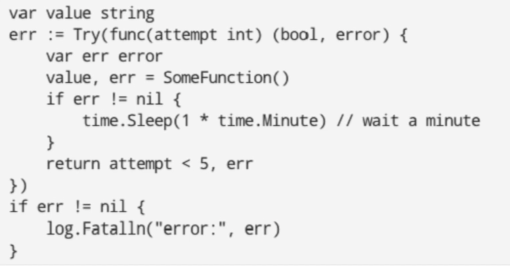 var value string
err := Try(func(attempt int) (bool, error) {
    var err error
    value, err = SomeFunction()
    if err != nil {
        time.Sleep(1 * time.Minute) // wait a minute
    }
    return attempt < 5, err
})
if err != nil {
    log.Fatalln("error:", err)
}